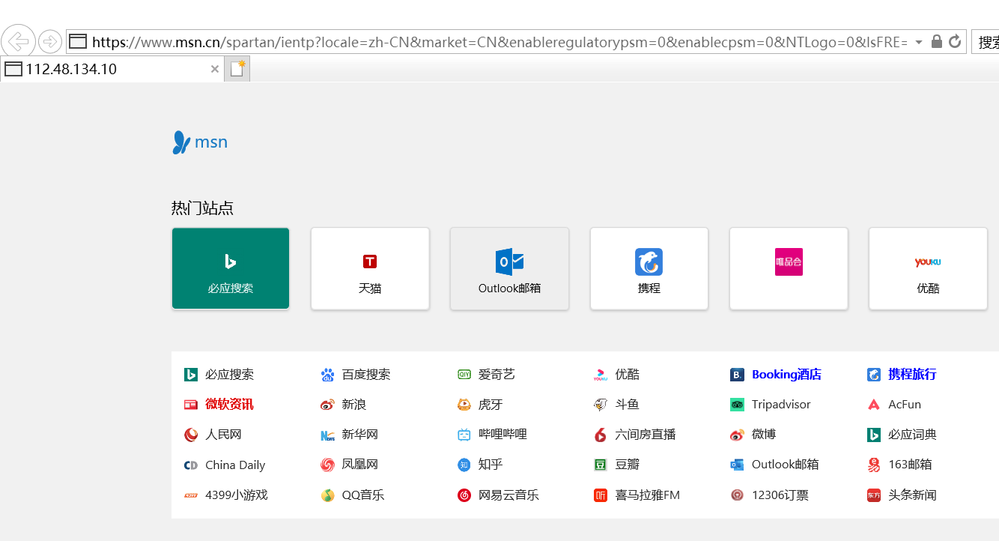 https://www.msn.cn/spartan/ientp?locale=zh-CN&market=CN&enableregulatorypsm=0&enablecpsm=0&NTLogo=0&IsFRE=
搜索
112.48.134.10
msn
热门站点
必应搜索
T
天猫
Outlook邮箱
携程
唯品会
YOUKU
优酷
必应搜索
百度搜索
爱奇艺
优酷
Booking酒店
携程旅行
微软资讯
新浪
虎牙
斗鱼
Tripadvisor
AcFun
人民网
新华网
哔哩哔哩
六间房直播
微博
必应词典
China Daily
凤凰网
知乎
豆瓣
Outlook邮箱
163邮箱
4399小游戏
QQ音乐
网易云音乐
喜马拉雅FM
12306订票
头条新闻